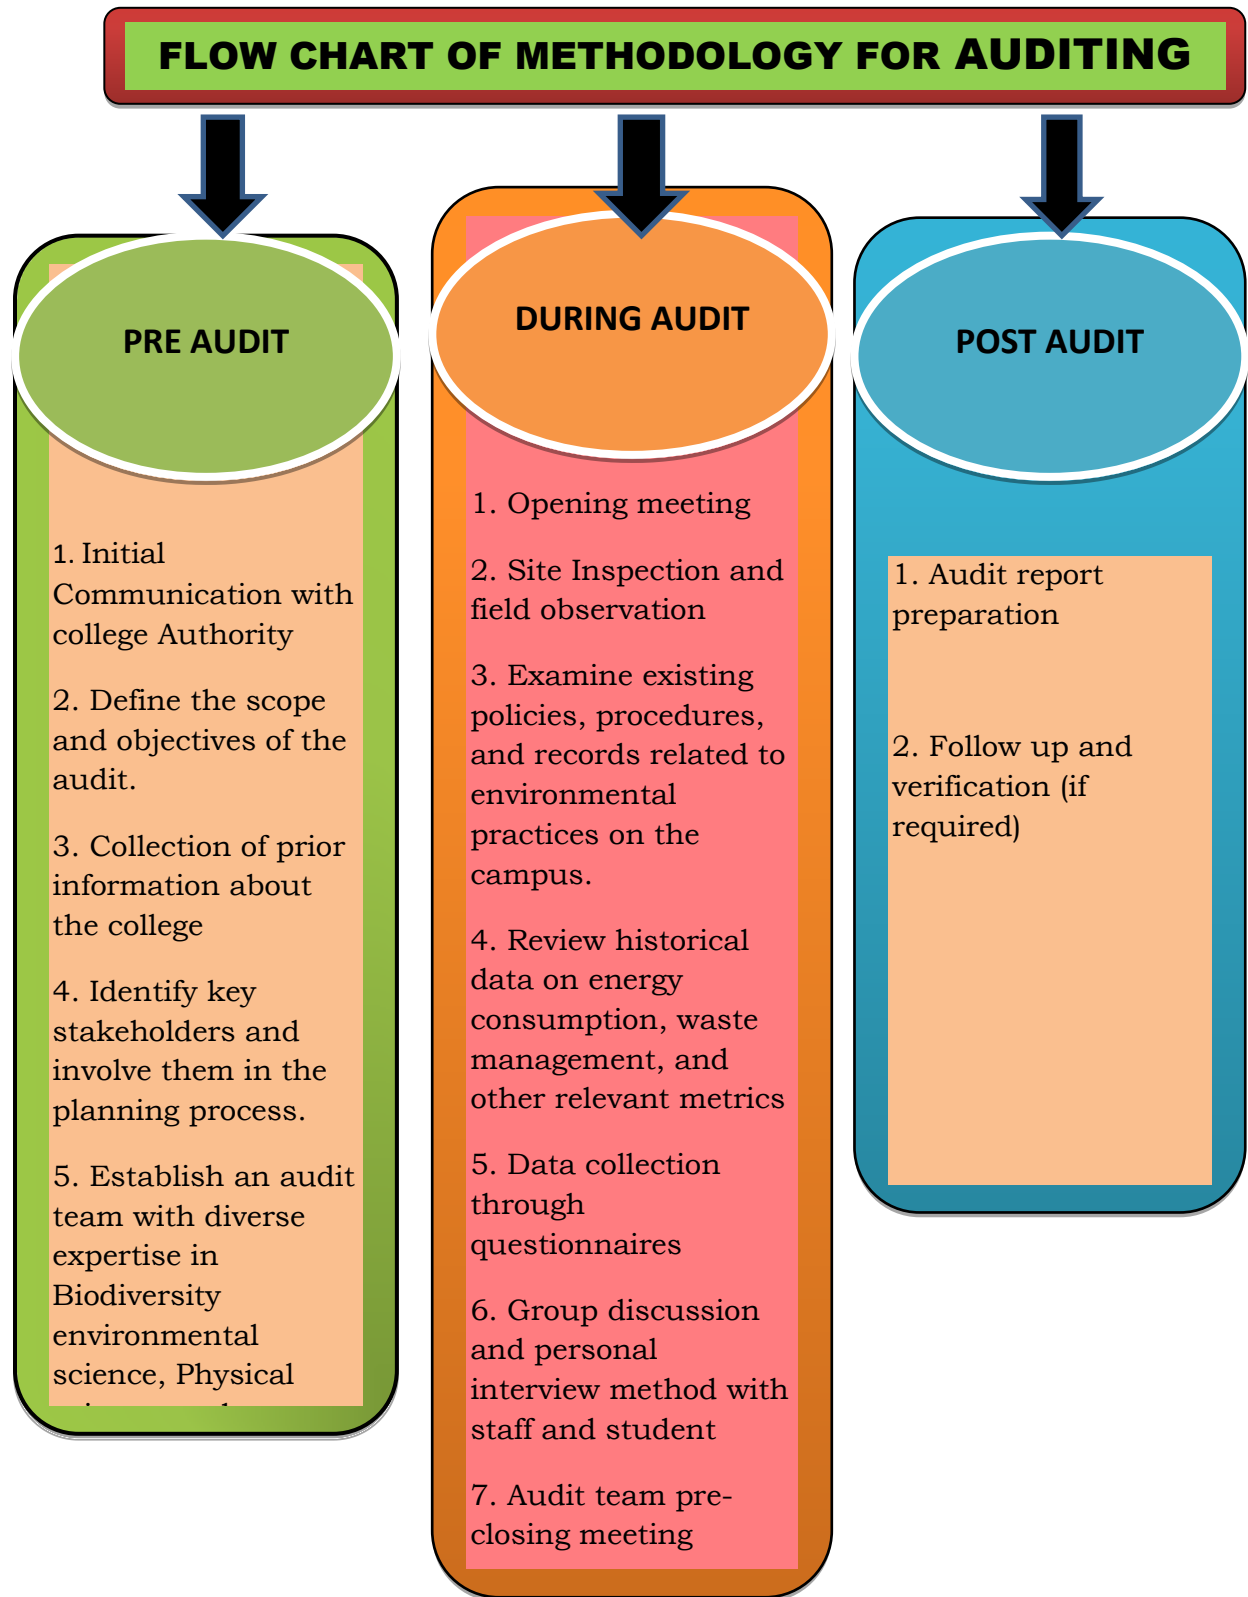 FLOW CHART OF METHODOLOGY FOR AUDITING
PRE AUDIT
1. Initial
Communication with
college Authority
2. Define the scope
and objectives of the
audit.
3. Collection of prior
information about
the college
4. Identify key
stakeholders and
involve them in the
planning process.
5. Establish an audit
team with diverse
expertise in
Biodiversity
environmental
science, Physical
DURING AUDIT
1. Opening meeting
2. Site Inspection and
field observation
3. Examine existing
policies, procedures,
and records related to
environmental
practices on the
campus.
4. Review historical
data on energy
consumption, waste
management, and
other relevant metrics
5. Data collection
through
questionnaires
6. Group discussion
and personal
interview method with
staff and student
7. Audit team pre-
closing meeting
POST AUDIT
1. Audit report
preparation
2. Follow up and
verification (if
required)